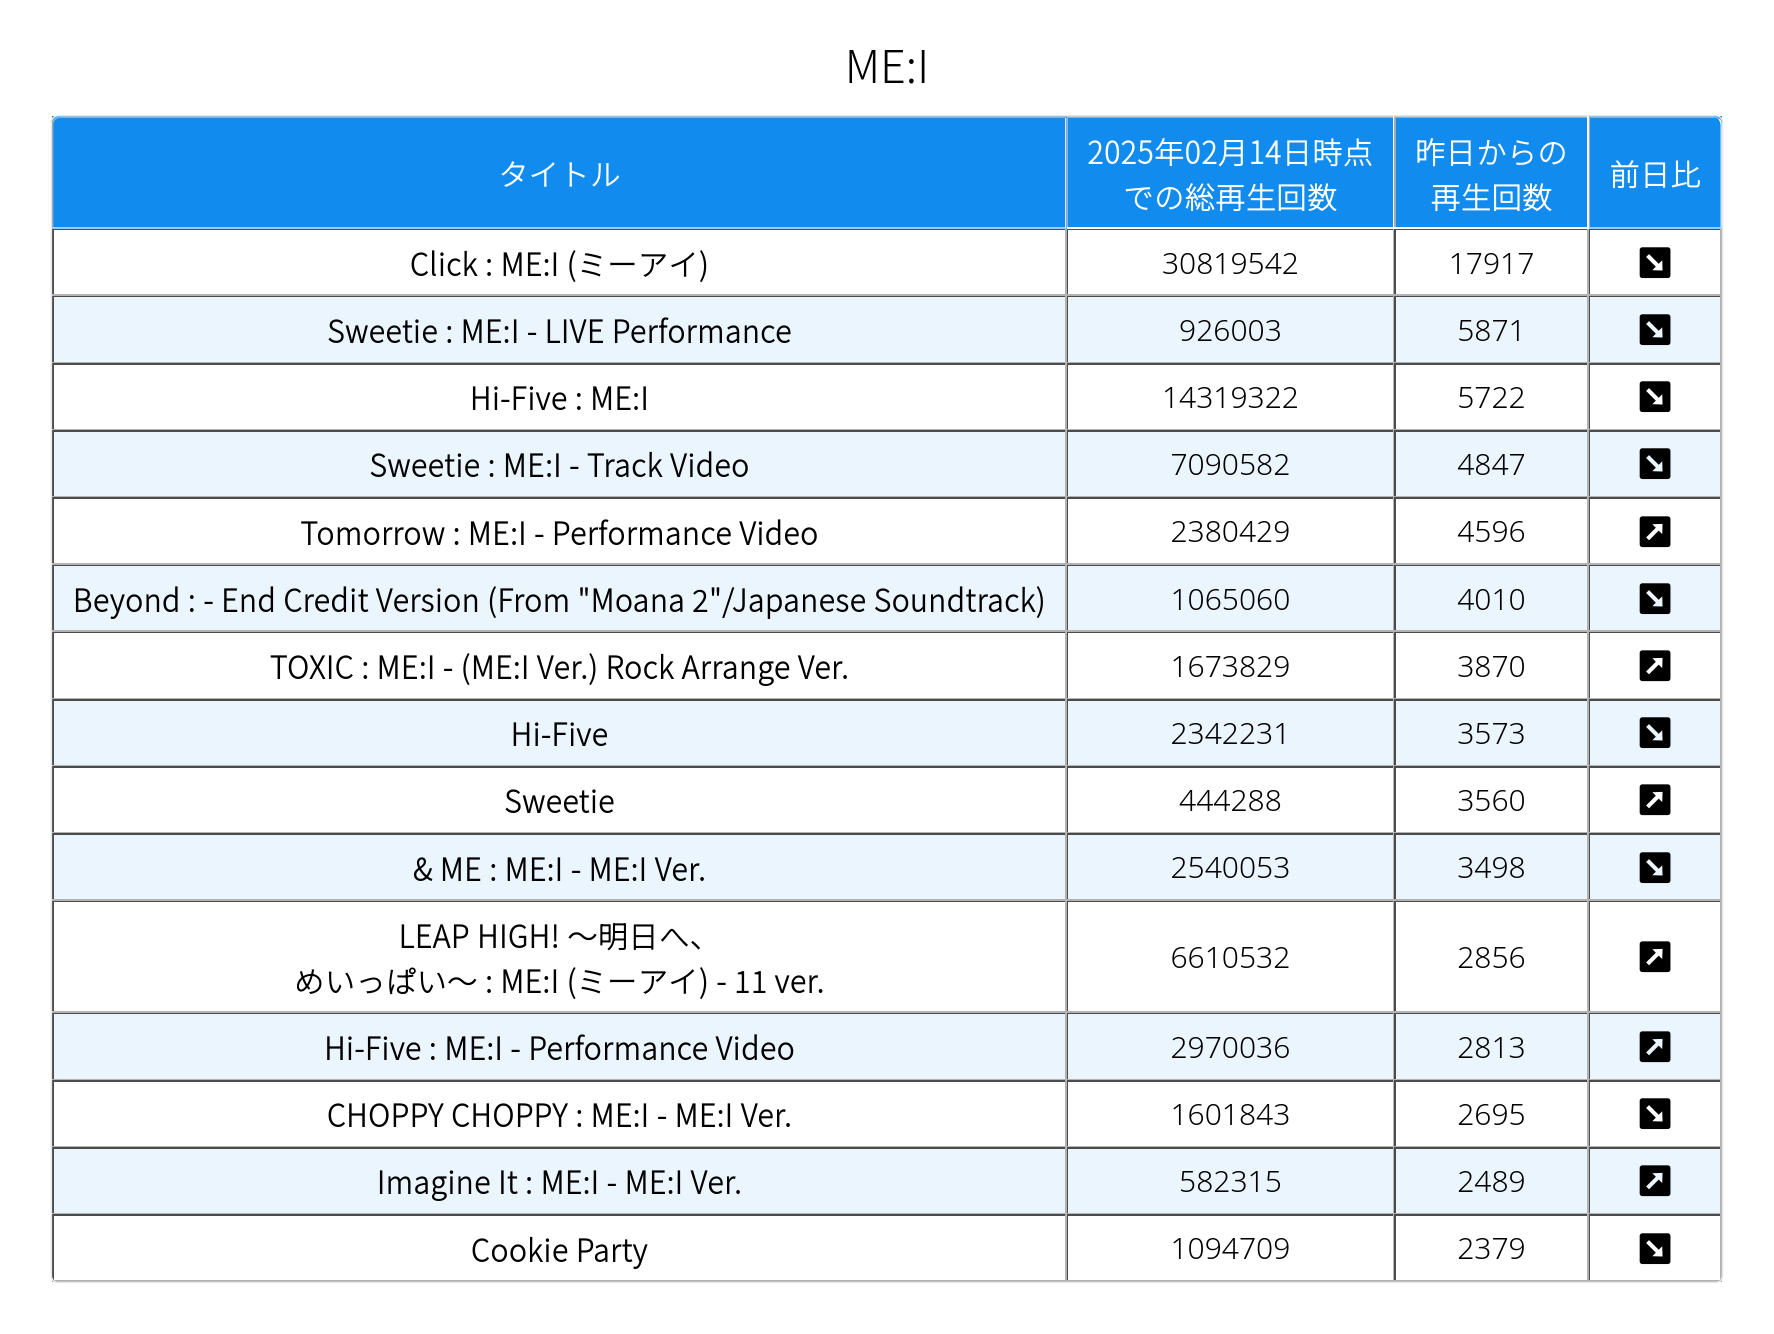 ME:I
タイトル
2025年02月14日時点
での総再生回数
昨日からの
再生回数
前日比
Click : ME:I (ミーアイ) 30819542 17917
Sweetie : ME:I - LIVE Performance 926003 5871
Hi-Five : ME:I 14319322 5722
Sweetie : ME:I - Track Video 7090582 4847
Tomorrow : ME:I - Performance Video 2380429 4596
Beyond : - End Credit Version (From "Moana 2"/Japanese Soundtrack) 1065060 4010
TOXIC : ME:I - (ME:I Ver.) Rock Arrange Ver. 1673829 3870
Hi-Five 2342231 3573
Sweetie 444288 3560
& ME : ME:I - ME:I Ver. 2540053 3498
LEAP HIGH! ～明日へ、
めいっぱい～ : ME:I (ミーアイ) - 11 ver. 6610532 2856
Hi-Five : ME:I - Performance Video 2970036 2813
CHOPPY CHOPPY : ME:I - ME:I Ver. 1601843 2695
Imagine It : ME:I - ME:I Ver. 582315 2489
Cookie Party 1094709 2379